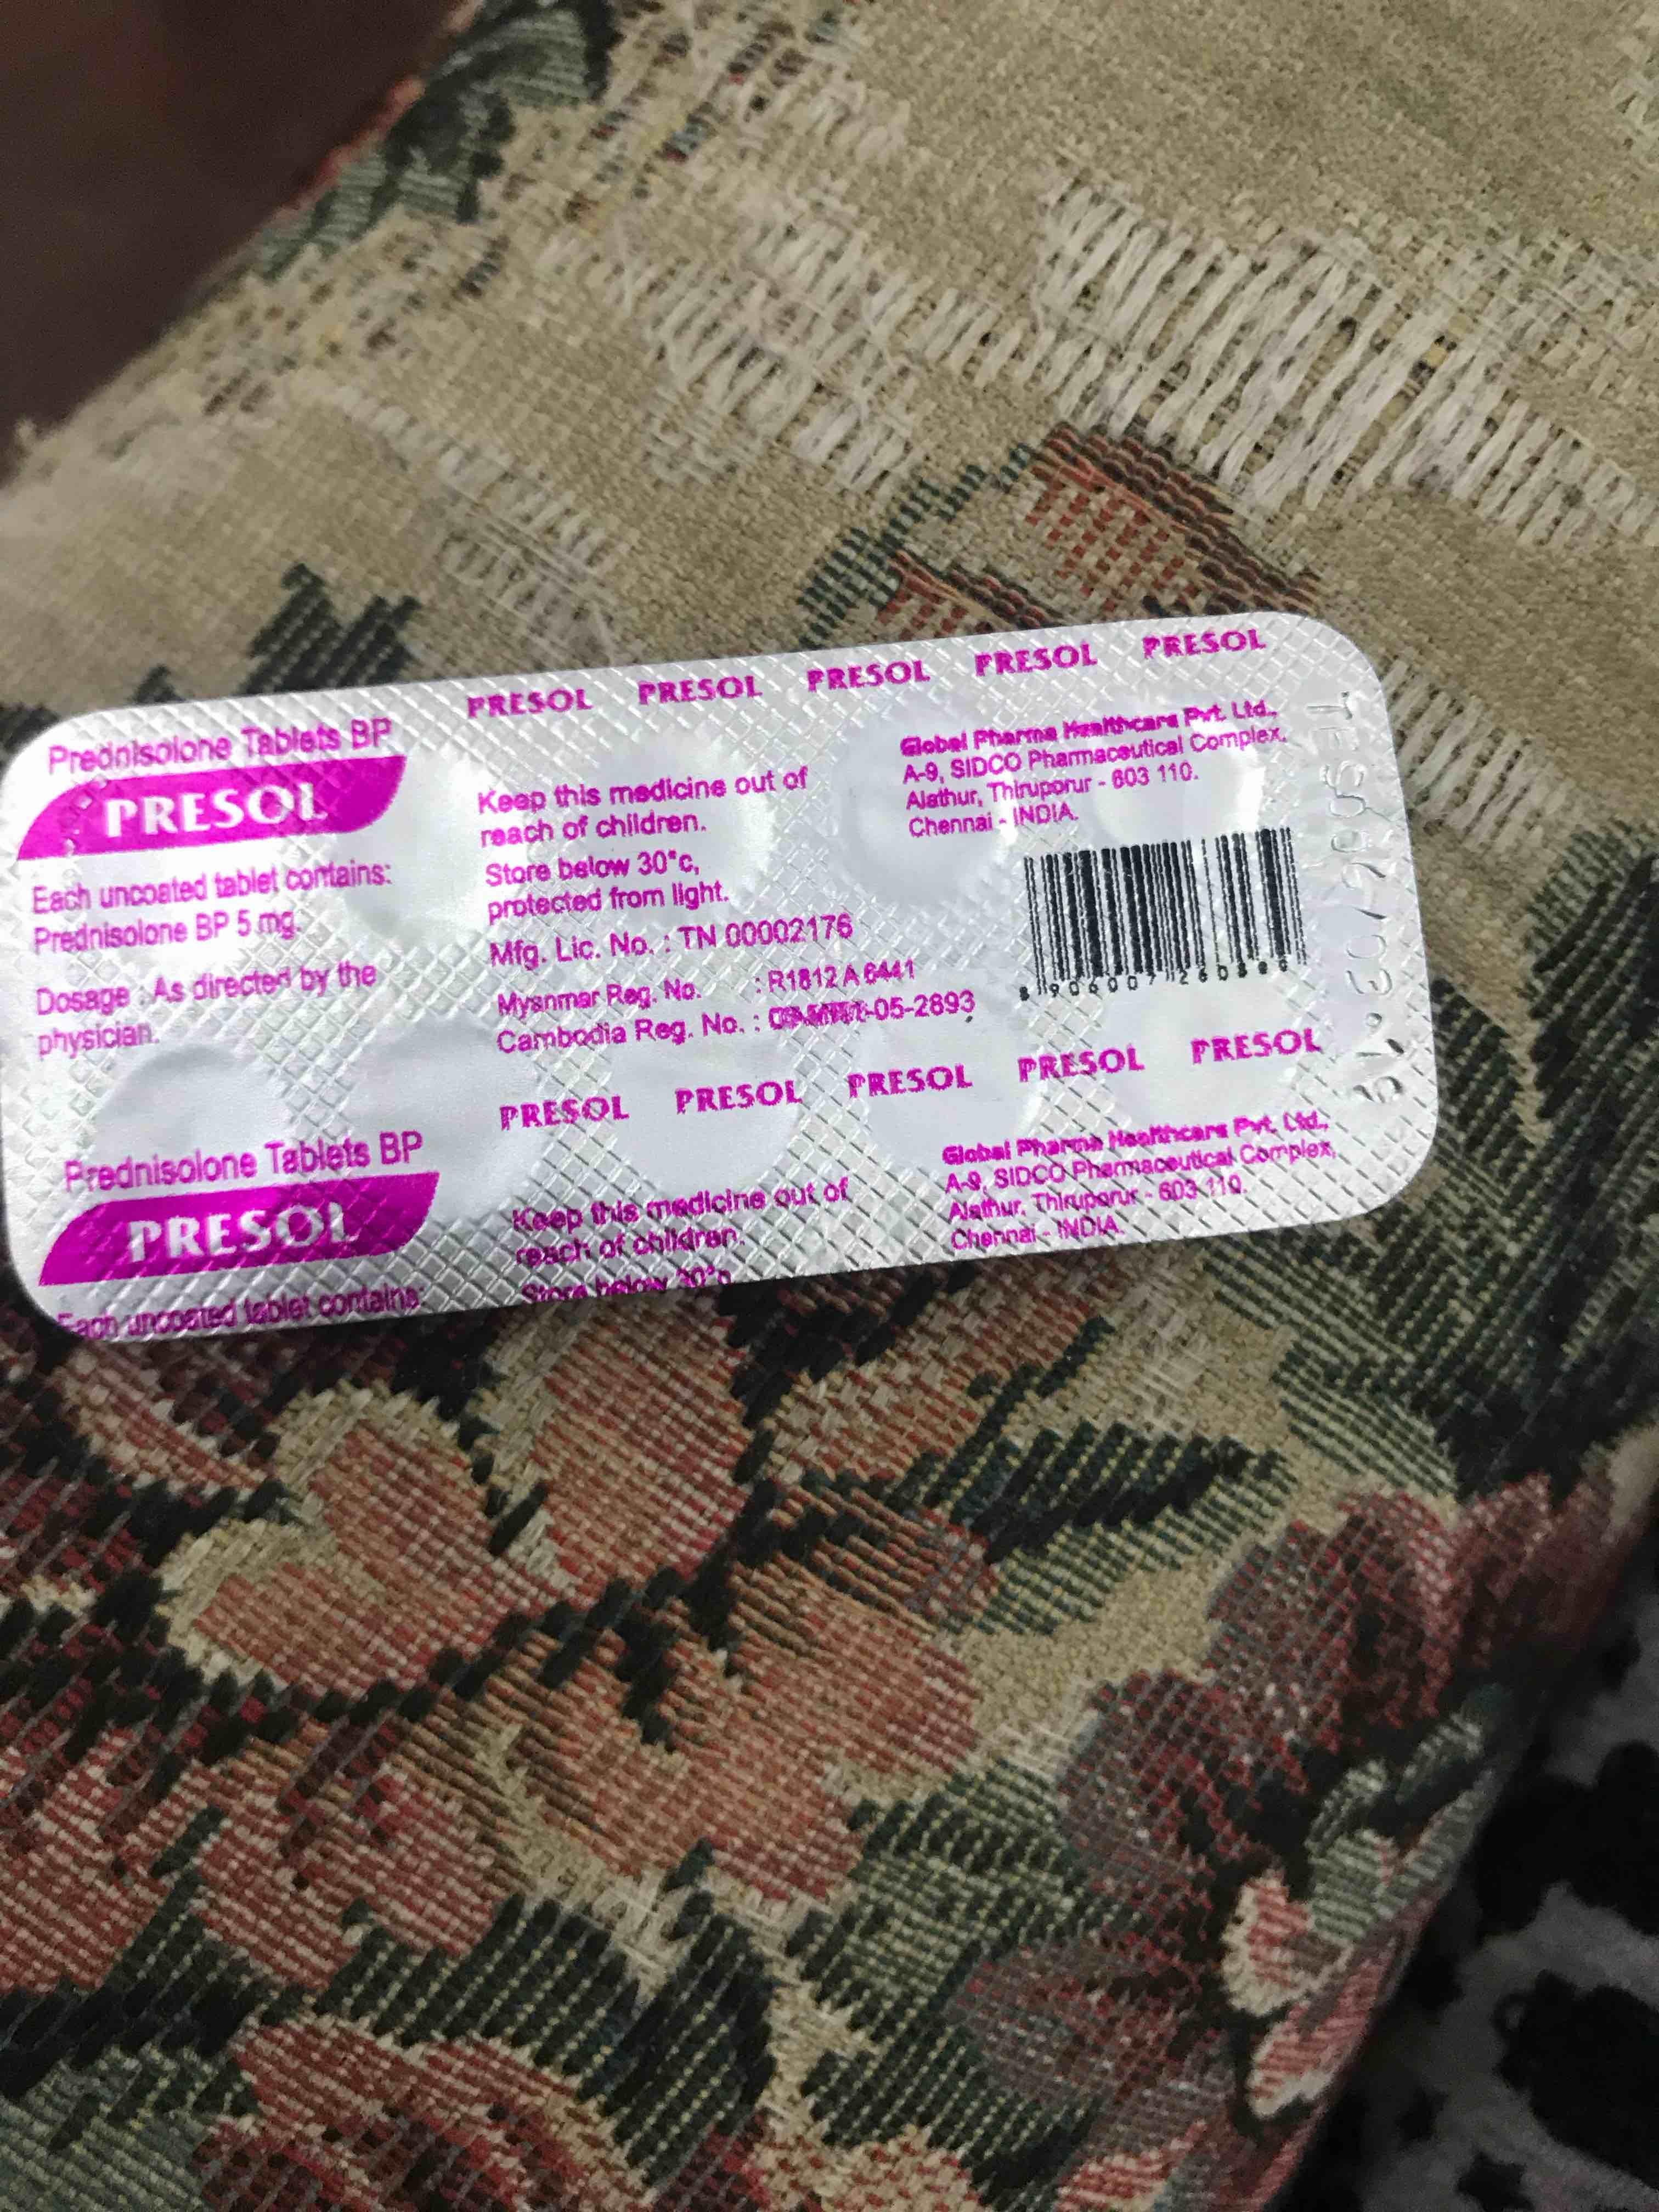 PRESOL PRESOL PRESOL PRESOL PRESOL
Prednisolone Tablets BP
PRESOL
Each uncoated tablet contains:
Prednisolone BP 5 mg.
Dosage : As directed by the
physician.
Keep this medicine out of
reach of children.
Store below 30°c,
protected from light.
Mfg. Lic. No. : TN 00002176
Myanmar Reg. No. : R1812 A 6441
Cambodia Reg. No. :
Global Pharma Healthcare Pvt. Ltd.,
A-9, SIDCO Pharmaceutical Complex,
Alathur, Thiruporur - 603 110.
Chennai - INDIA.
PRESOL PRESOL PRESOL PRESOL PRESOL
Prednisolone Tablets BP
PRESOL
Each uncoated tablet contains:
Keep this medicine out of
reach of children.
Store below 30°c
Global Pharma Healthcare Pvt. Ltd.,
A-9, SIDCO Pharmaceutical Complex,
Alathur, Thiruporur - 603 110.
Chennai - INDIA.